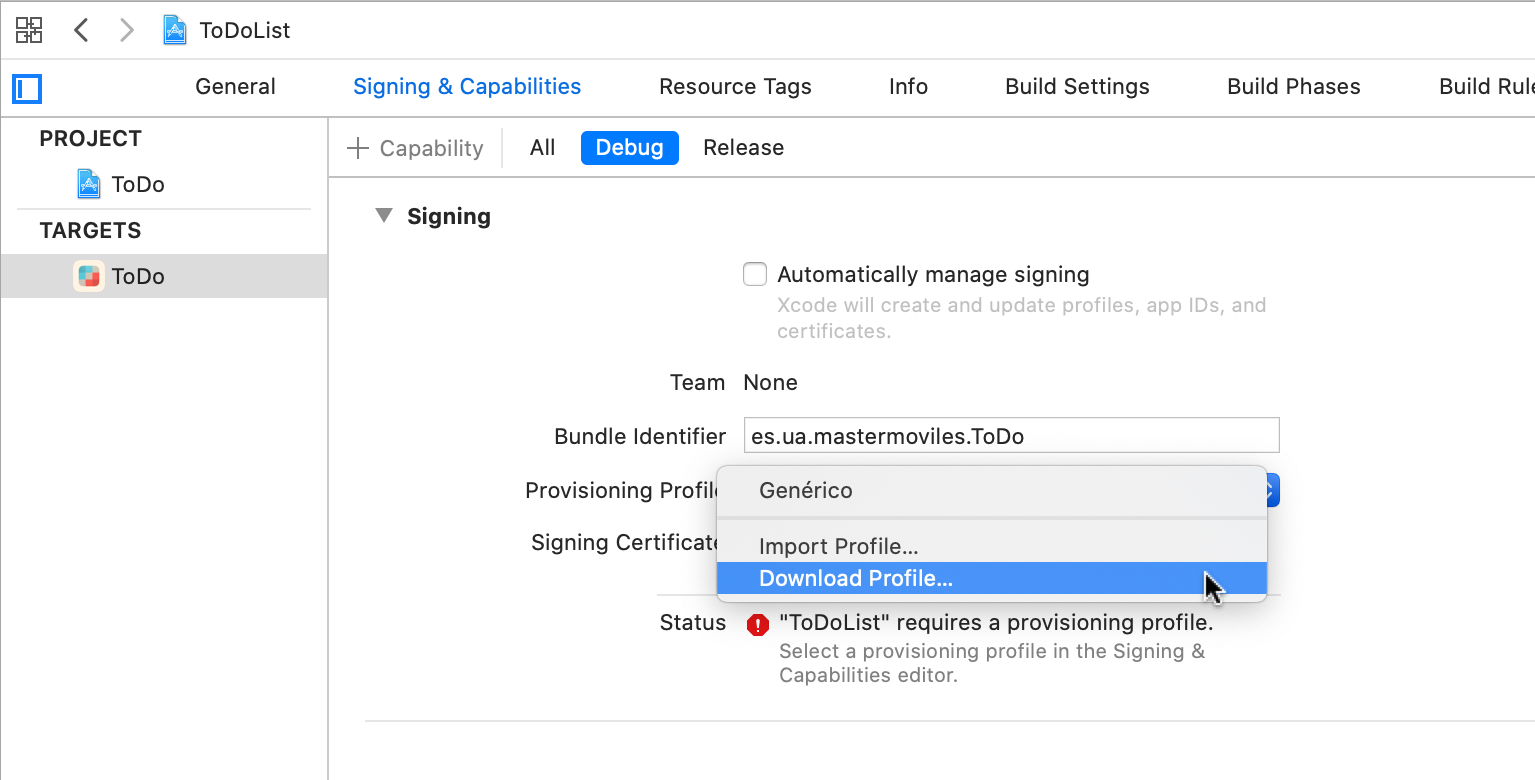 ToDoList
General Signing & Capabilities Resource Tags Info Build Settings Build Phases Build Rule
PROJECT
ToDo
TARGETS
ToDo
Capability All Debug Release
Signing
Automatically manage signing
Xcode will create and update profiles, app IDs, and
certificates.
Team None
Bundle Identifier es.ua.mastermoviles.ToDo
Provisioning Profile
Genérico
Signing Certificate
Import Profile...
Download Profile...
Status "ToDoList" requires a provisioning profile.
Select a provisioning profile in the Signing &
Capabilities editor.